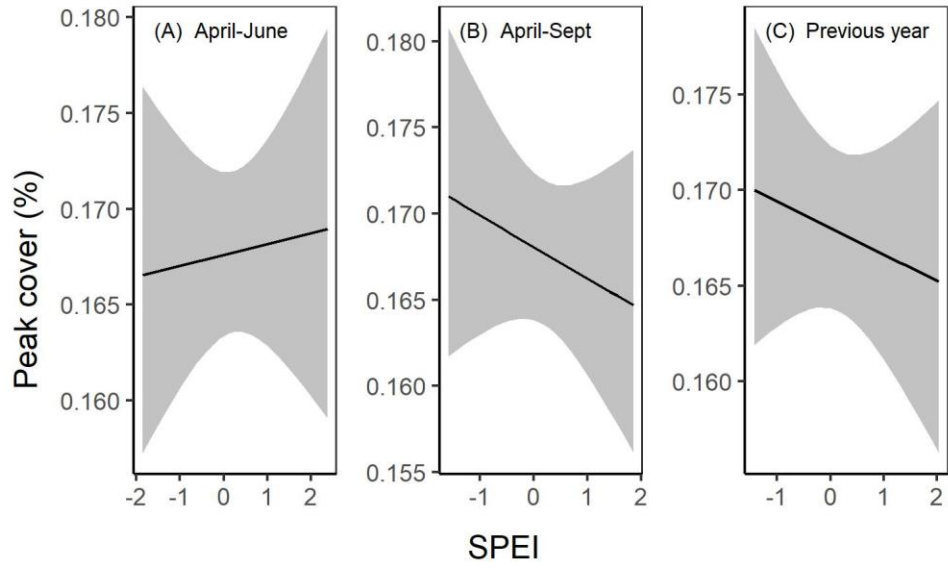 (A) April-June
(B) April-Sept
(C) Previous year
Peak cover (%)
0.180
0.175
0.170
0.165
0.160
0.180
0.175
0.170
0.165
0.160
0.155
0.175
0.170
0.165
0.160
-2 -1 0 1 2
-1 0 1 2
-1 0 1 2
SPEI